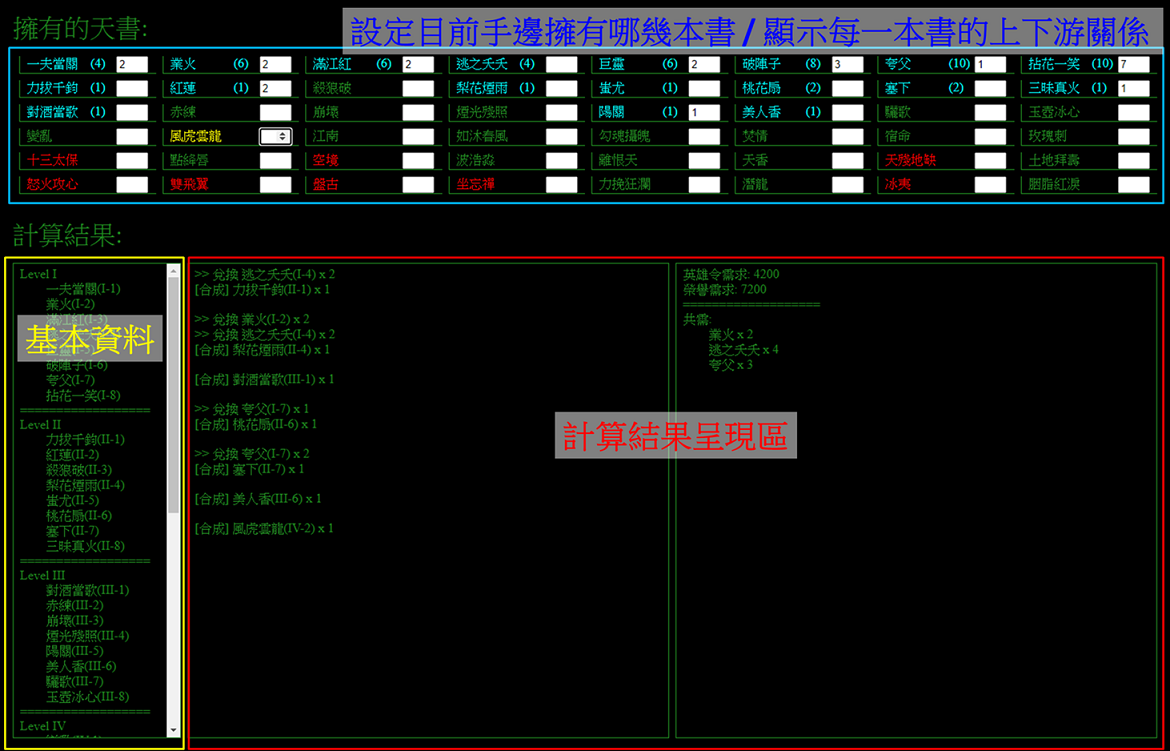 擁有的天書:
設定目前手邊擁有哪幾本書 / 顯示每一本書的上下游關係
一夫當關 (4) 2 業火 (6) 2 滿江紅 (6) 2 逃之夭夭 (4) 巨靈 (6) 2 破陣子 (8) 3 夸父 (10) 1 拈花一笑 (10) 7
力拔千鈞 (1) 紅蓮 (1) 2 殺狼破 梨花煙雨 (1) 蚩尤 (1) 桃花扇 (2) 塞下 (2) 三昧真火 (1) 1
對酒當歌 (1) 赤練 崩壞 煙光殘照 陽關 (1) 1 美人香 (1) 驪歌 玉壺冰心
變亂 風虎雲龍 江南 如沐春風 勾魂攝魄 焚情 宿命 玫瑰刺
十三太保 點絳唇 空境 波浩淼 離恨天 天香 天殘地缺 土地拜壽
怒火攻心 雙飛翼 盤古 坐忘禪 力挽狂瀾 潛龍 冰夷 胭脂紅淚
計算結果:
Level I
一夫當關(I-1)
業火(I-2)
滿江紅(I-3)
基本資料
破陣子(I-6)
夸父(I-7)
拈花一笑(I-8)
==================
Level II
力拔千鈞(II-1)
紅蓮(II-2)
殺狼破(II-3)
梨花煙雨(II-4)
蚩尤(II-5)
桃花扇(II-6)
塞下(II-7)
三昧真火(II-8)
==================
Level III
對酒當歌(III-1)
赤練(III-2)
崩壞(III-3)
煙光殘照(III-4)
陽關(III-5)
美人香(III-6)
驪歌(III-7)
玉壺冰心(III-8)
==================
Level IV
>> 兌換 逃之夭夭(I-4) x 2
[合成] 力拔千鈞(II-1) x 1
>> 兌換 業火(I-2) x 2
>> 兌換 逃之夭夭(I-4) x 2
[合成] 梨花煙雨(II-4) x 1
[合成] 對酒當歌(III-1) x 1
>> 兌換 夸父(I-7) x 1
[合成] 桃花扇(II-6) x 1
>> 兌換 夸父(I-7) x 2
[合成] 塞下(II-7) x 1
[合成] 美人香(III-6) x 1
[合成] 風虎雲龍(IV-2) x 1
計算結果呈現區
英雄令需求: 4200
榮譽需求: 7200
===================
共需:
業火 x 2
逃之夭夭 x 4
夸父 x 3